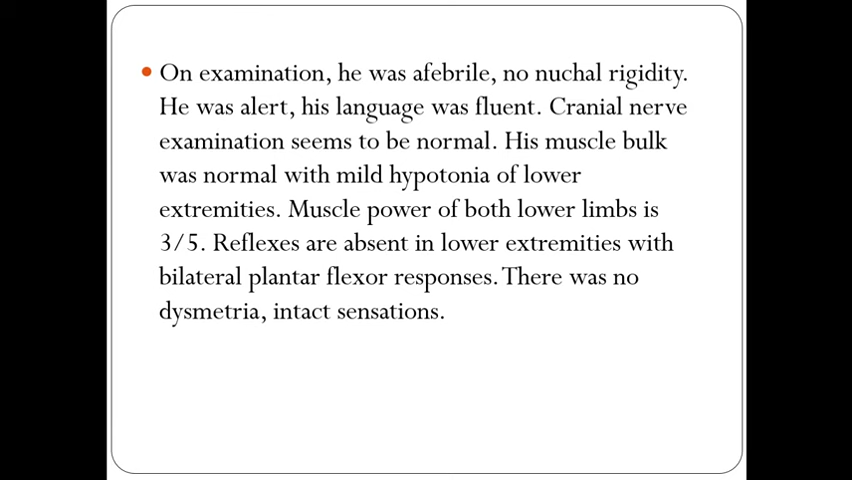 • On examination, he was afebrile, no nuchal rigidity.
He was alert, his language was fluent. Cranial nerve
examination seems to be normal. His muscle bulk
was normal with mild hypotonia of lower
extremities. Muscle power of both lower limbs is
3/5. Reflexes are absent in lower extremities with
bilateral plantar flexor responses. There was no
dysmetria, intact sensations.